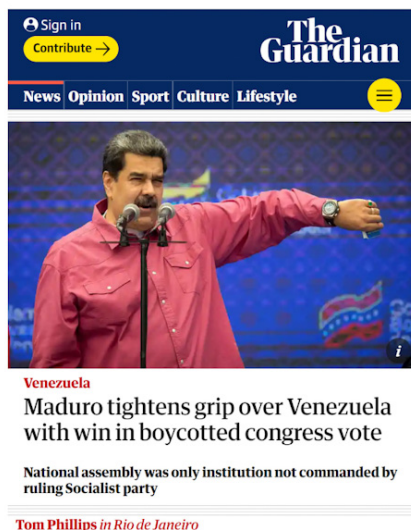 Sign in
Contribute →
The
Guardian
News Opinion Sport Culture Lifestyle
i
Venezuela
Maduro tightens grip over Venezuela
with win in boycotted congress vote
National assembly was only institution not commanded by
ruling Socialist party
Tom Phillips in Rio de Janeiro